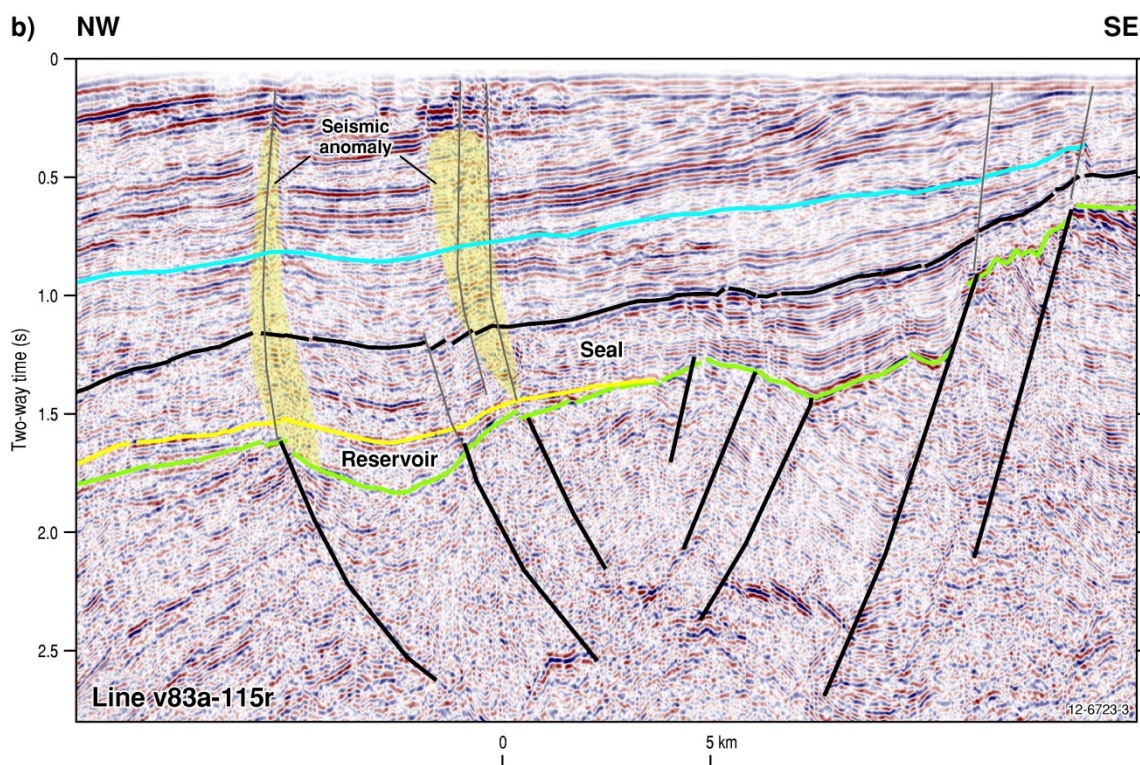 b) NW SE
0
Seismic
anomaly
0.5
1.0
Two-way time (s)
Seal
1.5
Reservoir
2.0
2.5
Line v83a-115r
12-6723-3
0 5 km